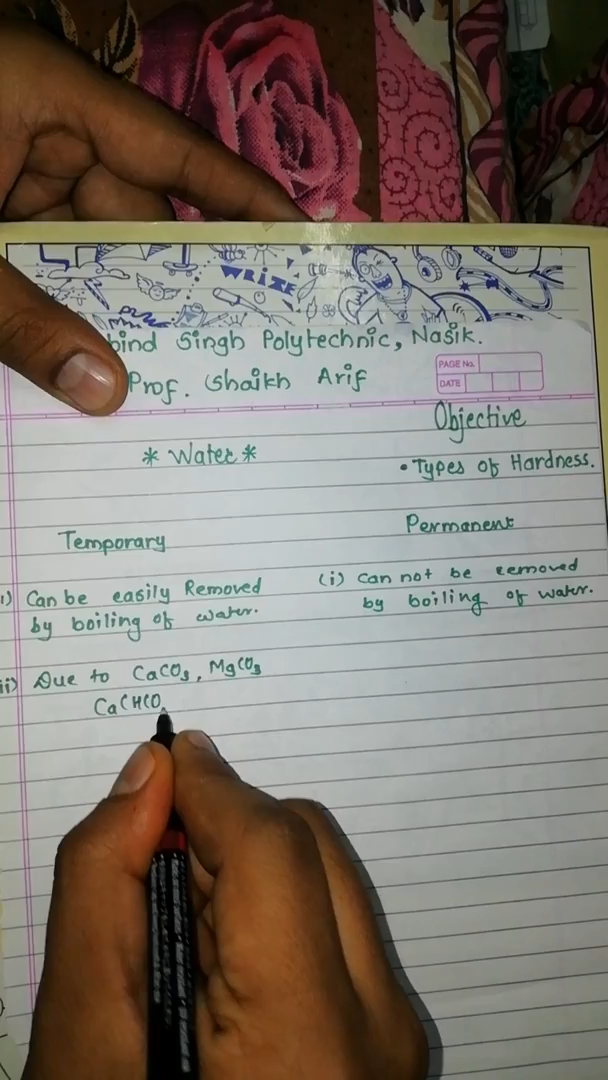 WRITE
bind Singh Polytechnic, Nasik.
Prof. Shaikh Arif
PAGE No.
DATE
Objective
* Water *
• Types of Hardness.
Temporary
Permanent
i) Can be easily Removed
by boiling of water.
(i) Can not be removed
by boiling of water.
ii) Due to CaCO₃, MgCO₃
Ca(HCO